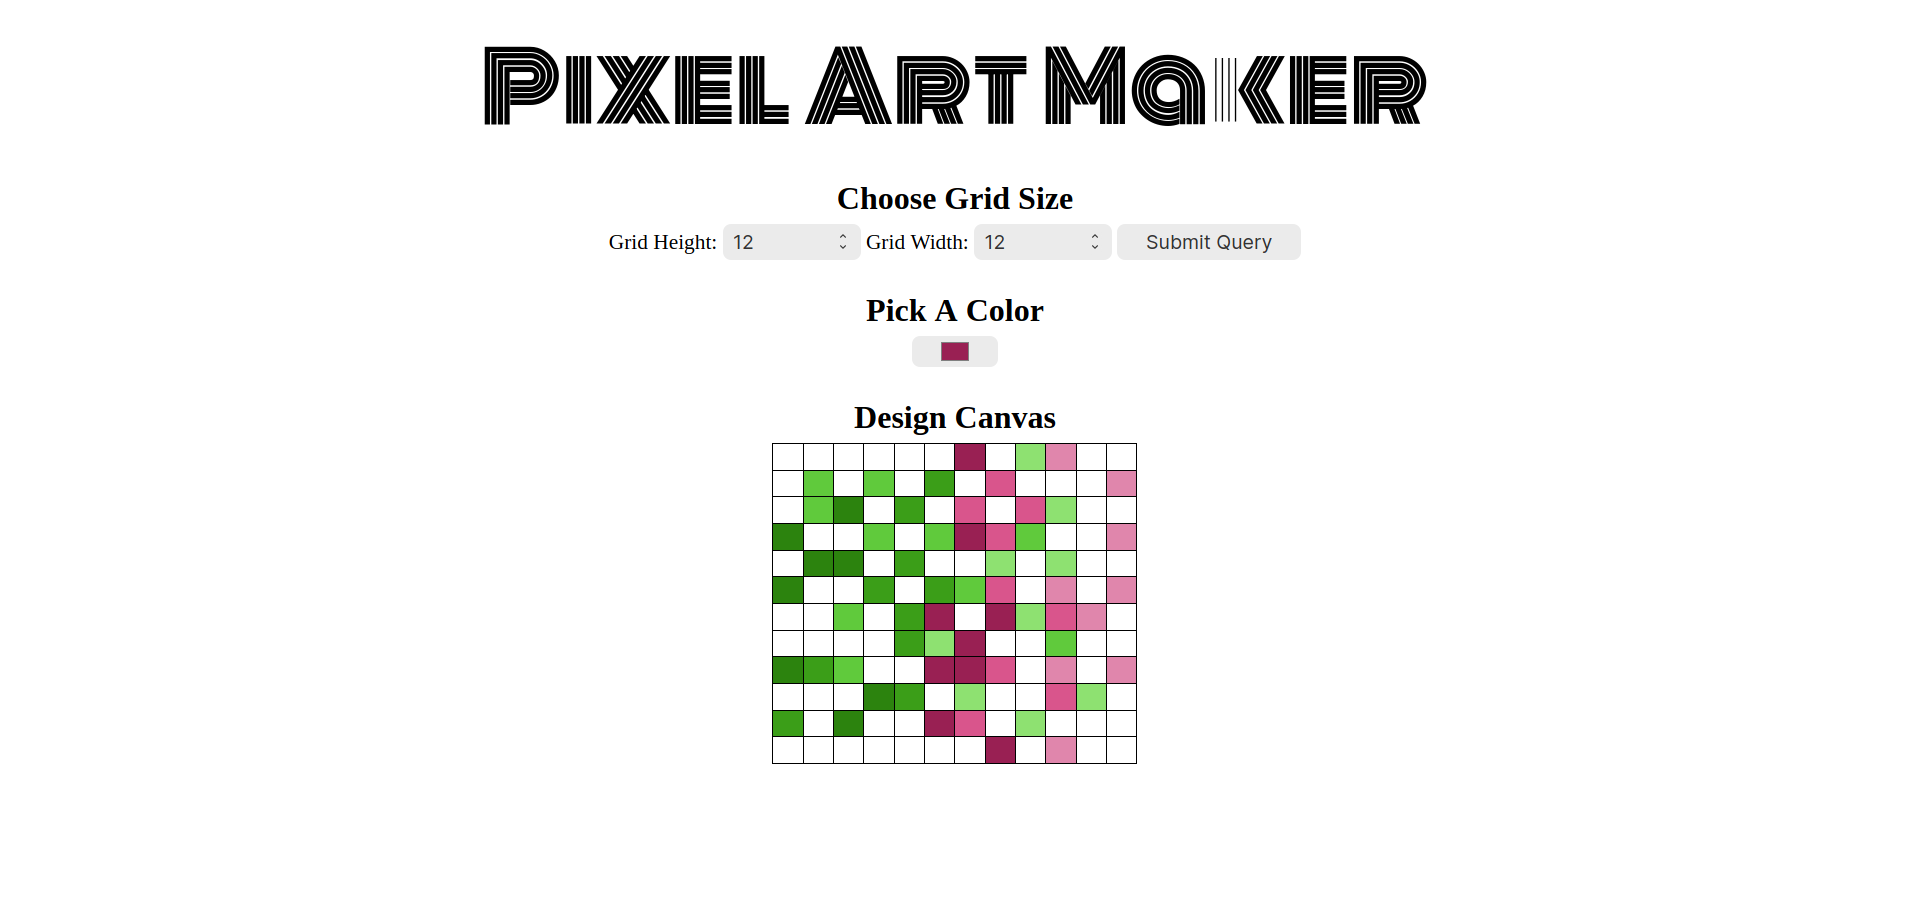 Pixel Art Maker
Choose Grid Size
Grid Height: 12 Grid Width: 12 Submit Query
Pick A Color
Design Canvas